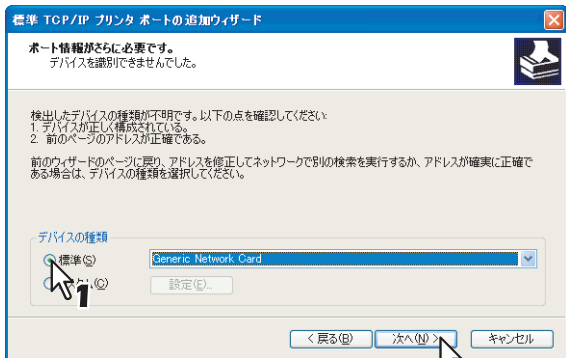 標準 TCP/IP プリンタ ポートの追加ウィザード
ポート情報がさらに必要です。
デバイスを識別できませんでした。
検出したデバイスの種類が不明です。以下の点を確認してください:
1. デバイスが正しく構成されている。
2. 前のページのアドレスが正確である。
前のウィザードのページに戻り、アドレスを修正してネットワークで別の検索を実行するか、アドレスが確実に正確で
ある場合は、デバイスの種類を選択してください。
デバイスの種類
標準(S)
Generic Network Card
(C)
設定(E)...
1
< 戻る(B)
次へ(N) >
キャンセル